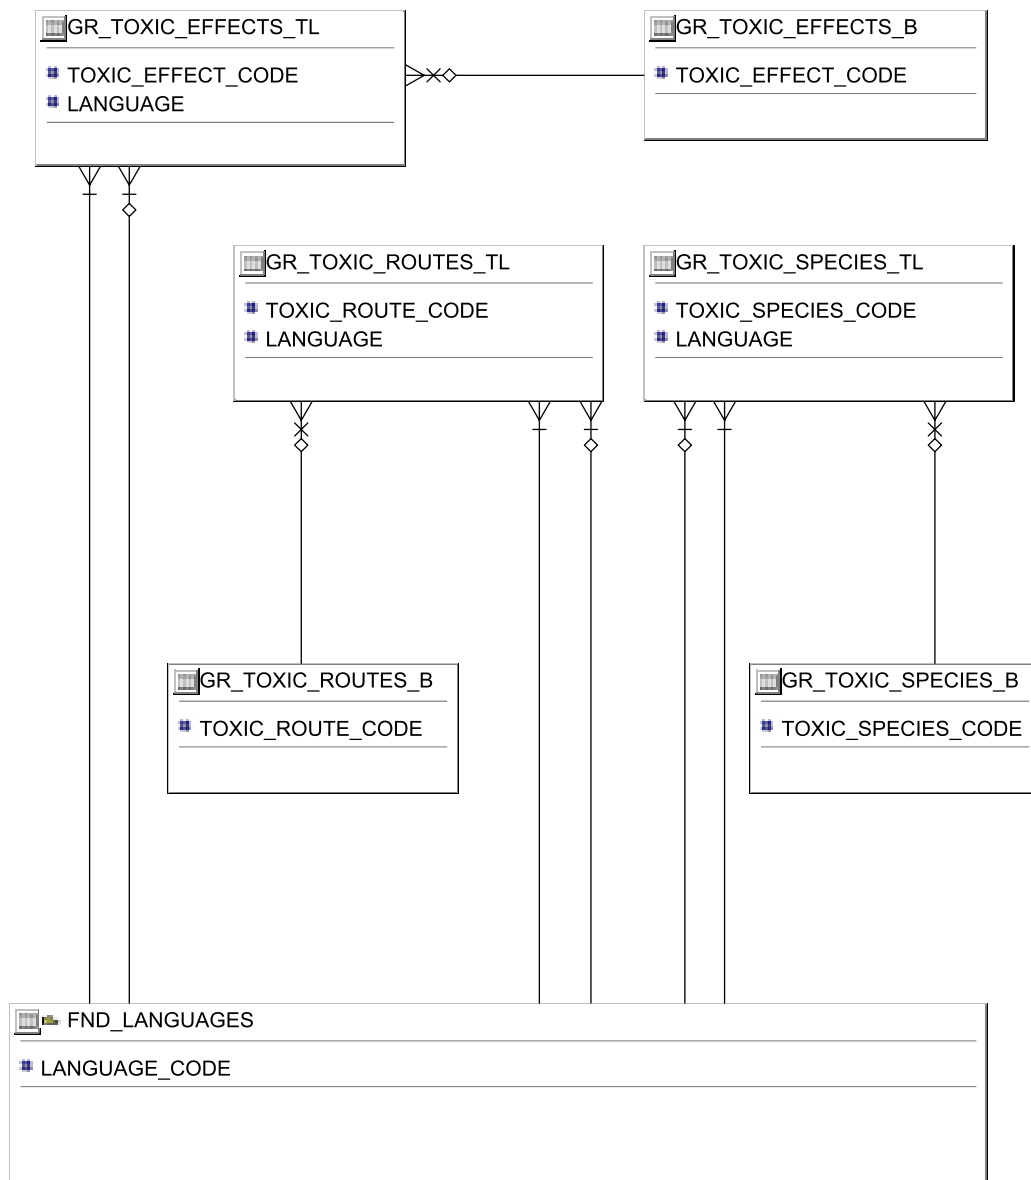 GR_TOXIC_EFFECTS_TL
TOXIC_EFFECT_CODE
LANGUAGE
GR_TOXIC_EFFECTS_B
TOXIC_EFFECT_CODE
GR_TOXIC_ROUTES_TL
TOXIC_ROUTE_CODE
LANGUAGE
GR_TOXIC_SPECIES_TL
TOXIC_SPECIES_CODE
LANGUAGE
GR_TOXIC_ROUTES_B
TOXIC_ROUTE_CODE
GR_TOXIC_SPECIES_B
TOXIC_SPECIES_CODE
FND_LANGUAGES
LANGUAGE_CODE